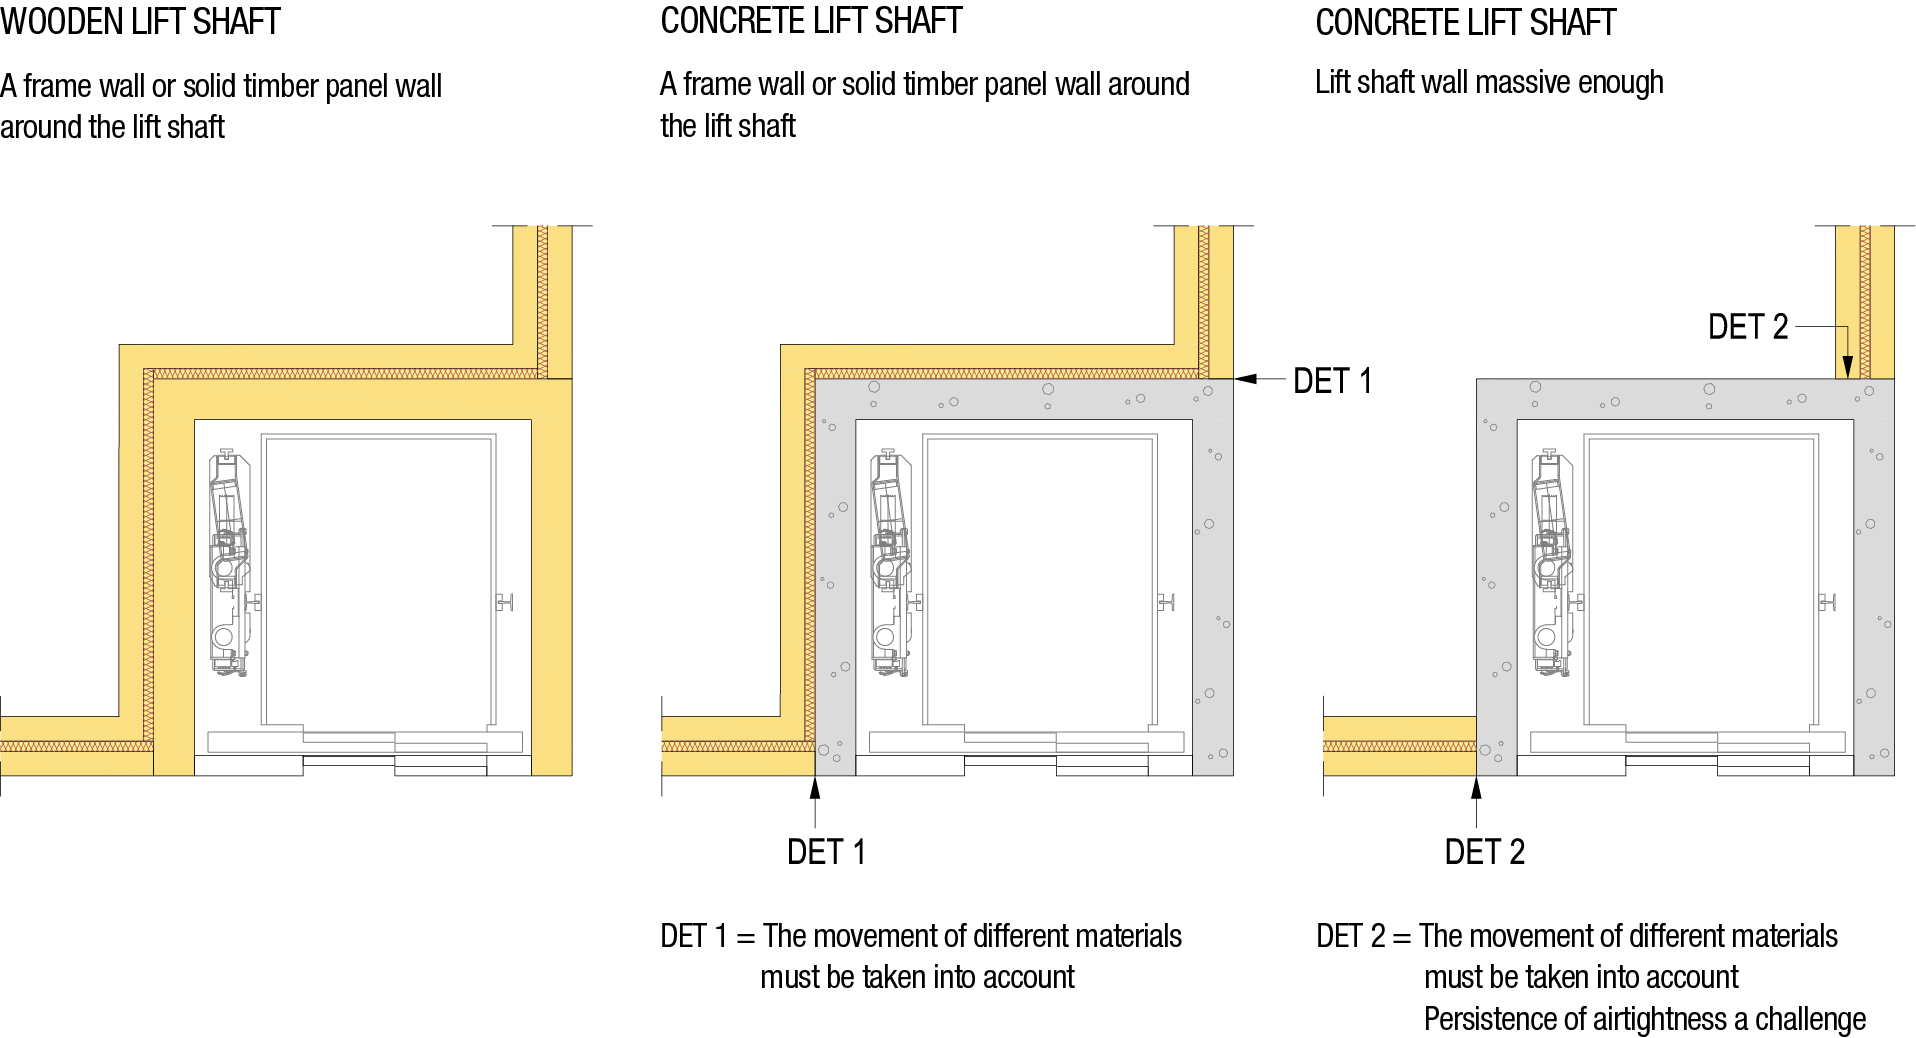 WOODEN LIFT SHAFT
A frame wall or solid timber panel wall
around the lift shaft
CONCRETE LIFT SHAFT
A frame wall or solid timber panel wall around
the lift shaft
CONCRETE LIFT SHAFT
Lift shaft wall massive enough
DET 2
DET 1
DET 1
DET 2
DET 1 = The movement of different materials
must be taken into account
DET 2 = The movement of different materials
must be taken into account
Persistence of airtightness a challenge